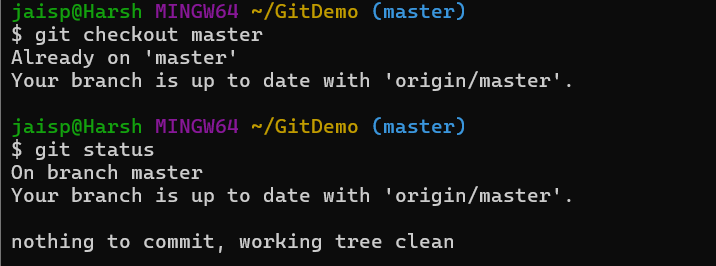 jaisp@Harsh MINGW64 ~/GitDemo (master)
$ git checkout master
Already on 'master'
Your branch is up to date with 'origin/master'.
jaisp@Harsh MINGW64 ~/GitDemo (master)
$ git status
On branch master
Your branch is up to date with 'origin/master'.
nothing to commit, working tree clean